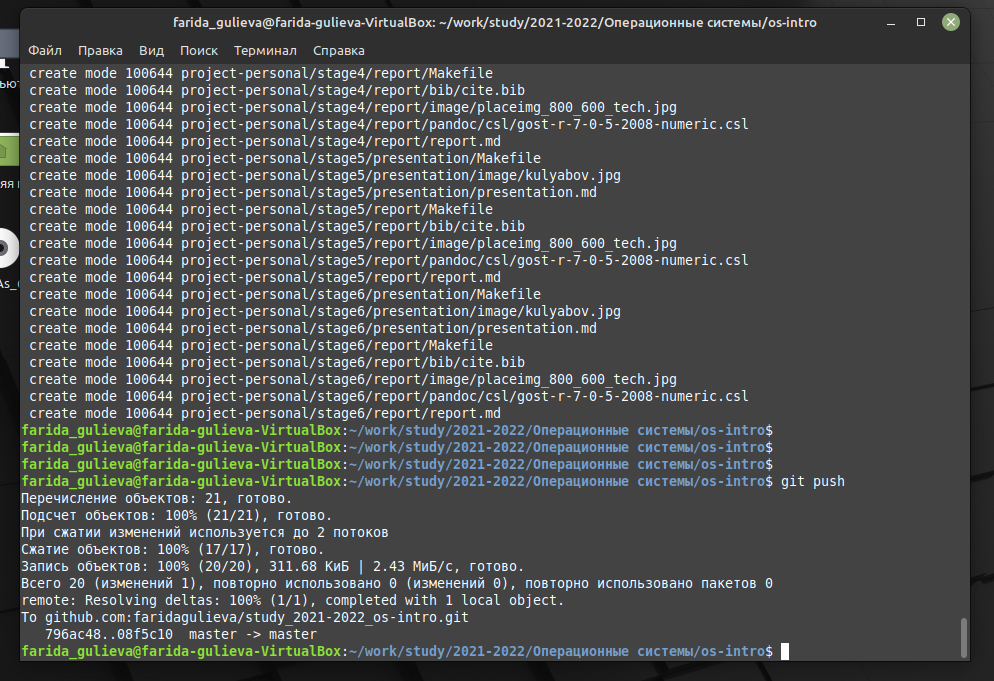 farida_gulieva@farida-gulieva-VirtualBox: ~/work/study/2021-2022/Операционные системы/os-intro
Файл Правка Вид Поиск Терминал Справка
create mode 100644 project-personal/stage4/report/Makefile
create mode 100644 project-personal/stage4/report/bib/cite.bib
create mode 100644 project-personal/stage4/report/image/placeimg_800_600_tech.jpg
create mode 100644 project-personal/stage4/report/pandoc/csl/gost-r-7-0-5-2008-numeric.csl
create mode 100644 project-personal/stage4/report/report.md
create mode 100644 project-personal/stage5/presentation/Makefile
create mode 100644 project-personal/stage5/presentation/image/kulyabov.jpg
create mode 100644 project-personal/stage5/presentation/presentation.md
create mode 100644 project-personal/stage5/report/Makefile
create mode 100644 project-personal/stage5/report/bib/cite.bib
create mode 100644 project-personal/stage5/report/image/placeimg_800_600_tech.jpg
create mode 100644 project-personal/stage5/report/pandoc/csl/gost-r-7-0-5-2008-numeric.csl
create mode 100644 project-personal/stage5/report/report.md
create mode 100644 project-personal/stage6/presentation/Makefile
create mode 100644 project-personal/stage6/presentation/image/kulyabov.jpg
create mode 100644 project-personal/stage6/presentation/presentation.md
create mode 100644 project-personal/stage6/report/Makefile
create mode 100644 project-personal/stage6/report/bib/cite.bib
create mode 100644 project-personal/stage6/report/image/placeimg_800_600_tech.jpg
create mode 100644 project-personal/stage6/report/pandoc/csl/gost-r-7-0-5-2008-numeric.csl
create mode 100644 project-personal/stage6/report/report.md
farida_gulieva@farida-gulieva-VirtualBox:~/work/study/2021-2022/Операционные системы/os-intro$
farida_gulieva@farida-gulieva-VirtualBox:~/work/study/2021-2022/Операционные системы/os-intro$
farida_gulieva@farida-gulieva-VirtualBox:~/work/study/2021-2022/Операционные системы/os-intro$
farida_gulieva@farida-gulieva-VirtualBox:~/work/study/2021-2022/Операционные системы/os-intro$ git push
Перечисление объектов: 21, готово.
Подсчет объектов: 100% (21/21), готово.
При сжатии изменений используется до 2 потоков
Сжатие объектов: 100% (17/17), готово.
Запись объектов: 100% (20/20), 311.68 КиБ | 2.43 МиБ/с, готово.
Всего 20 (изменений 1), повторно использовано 0 (изменений 0), повторно использовано пакетов 0
remote: Resolving deltas: 100% (1/1), completed with 1 local object.
To github.com:faridagulieva/study_2021-2022_os-intro.git
796ac48..08f5c10 master -> master
farida_gulieva@farida-gulieva-VirtualBox:~/work/study/2021-2022/Операционные системы/os-intro$